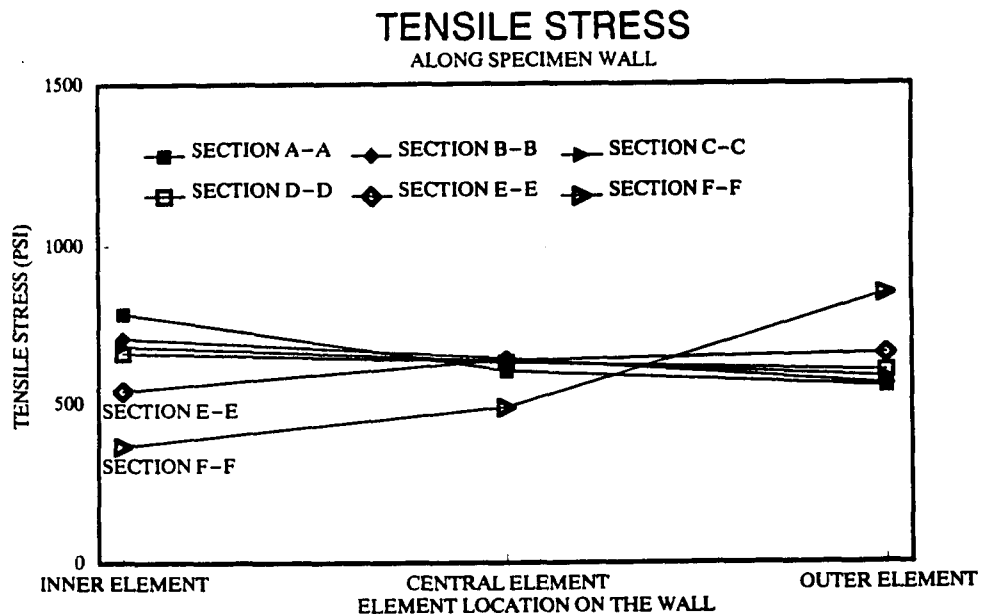 TENSILE STRESS
ALONG SPECIMEN WALL
1500
SECTION A-A SECTION B-B SECTION C-C
SECTION D-D SECTION E-E SECTION F-F
1000
TENSILE STRESS (PSI)
500
SECTION E-E
SECTION F-F
0
INNER ELEMENT CENTRAL ELEMENT OUTER ELEMENT
ELEMENT LOCATION ON THE WALL